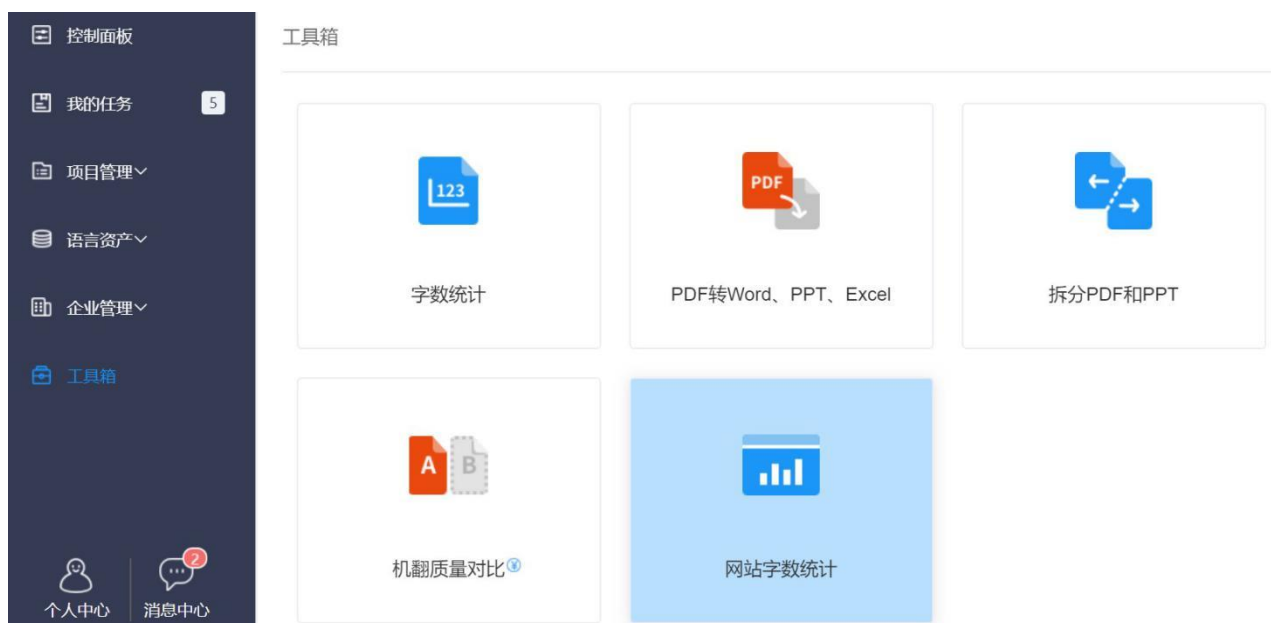 控制面板
我的任务 5
项目管理
语言资产
企业管理
工具箱
个人中心
2
消息中心
工具箱
123
字数统计
PDF
PDF转Word、PPT、Excel
拆分PDF和PPT
A B
机翻质量对比¥
网站字数统计